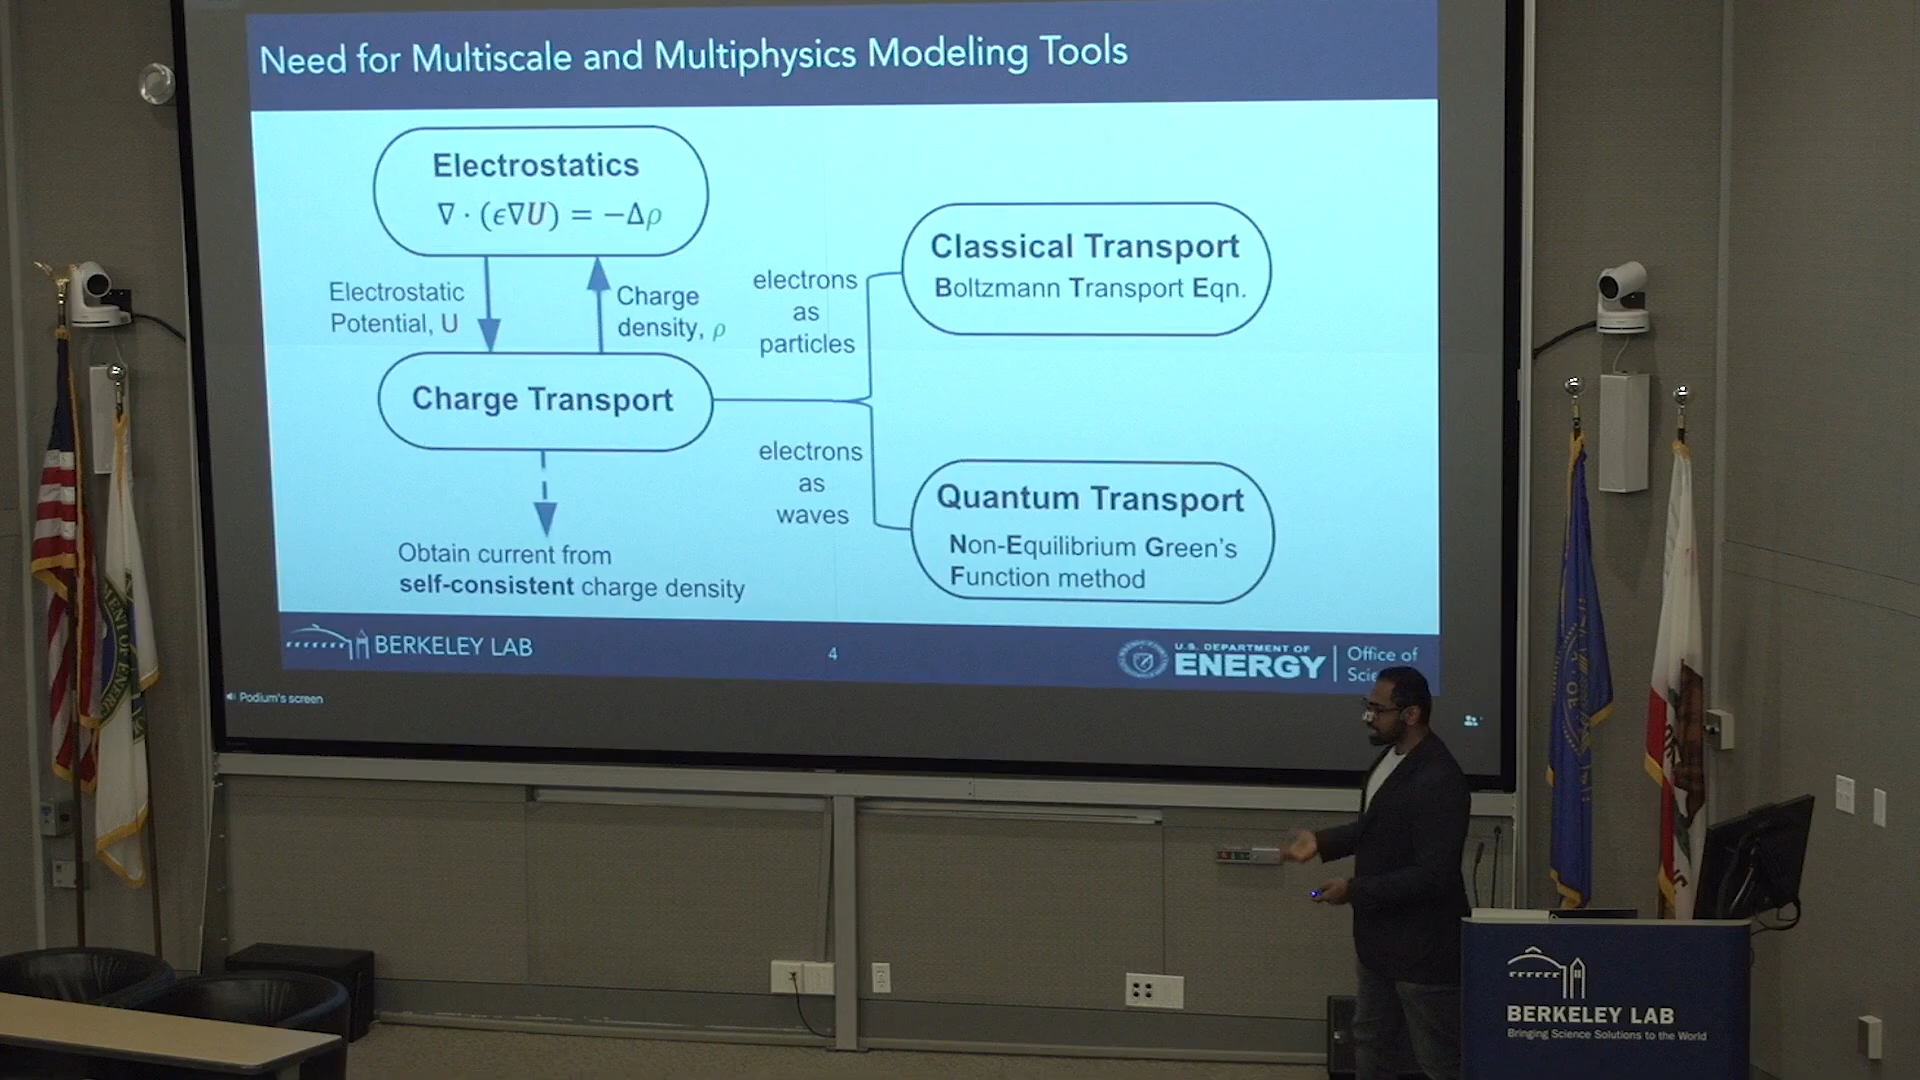 Need for Multiscale and Multiphysics Modeling Tools
Electrostatics
∇ · (ϵ∇U) = −Δρ
Electrostatic
Potential, U
Charge
density, ρ
Charge Transport
Obtain current from
self-consistent charge density
electrons
as
particles
electrons
as
waves
Classical Transport
Boltzmann Transport Eqn.
Quantum Transport
Non-Equilibrium Green's
Function method
BERKELEY LAB
4
U.S. DEPARTMENT OF
ENERGY
Office of
Podium's screen
BERKELEY LAB
Bringing Science Solutions to the World